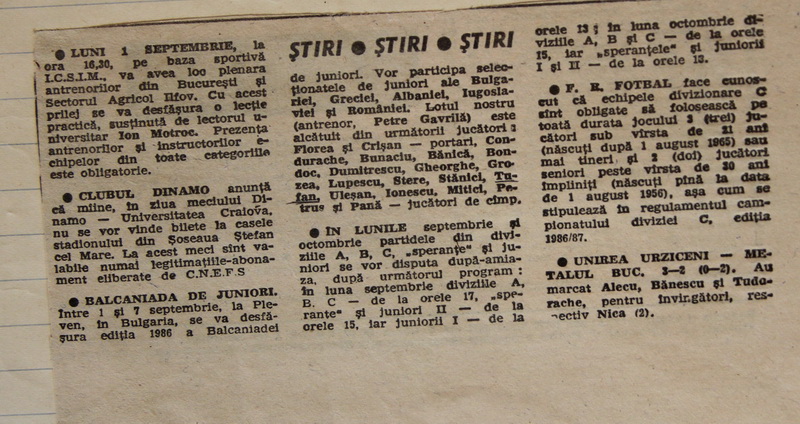 ● LUNI 1 SEPTEMBRIE, la
ora 16,30, pe baza sportivă
I.C.S.I.M., va avea loc plenara
antrenorilor din București și
Sectorul Agricol Ilfov. Cu acest
prilej se va desfășura o lecție
practică, susținută de lectorul u-
niversitar Ion Motroc. Prezența
antrenorilor și instructorilor e-
chipelor din toate categoriile
este obligatorie.
● CLUBUL DINAMO anunță
că mîine, în ziua meciului Di-
namo — Universitatea Craiova,
nu se vor vinde bilete la casele
stadionului din Șoseaua Ștefan
cel Mare. La acest meci sînt va-
labile numai legitimațiile-abona-
ment eliberate de C.N.E.F.S
● BALCANIADA DE JUNIORI.
Între 1 și 7 septembrie, la Ple-
ven, în Bulgaria, se va desfă-
șura ediția 1986 a Balcaniadei
ȘTIRI ● ȘTIRI ● ȘTIRI
de juniori. Vor participa selec-
ționatele de juniori ale Bulga-
riei, Greciei, Albaniei, Iugosla-
viei și României. Lotul nostru
(antrenor, Petre Gavrilă) este
alcătuit din următorii jucători :
Florea și Crișan — portari, Con-
durache, Bunaciu, Bănică, Bon-
doc, Dumitrescu, Gheorghe, Gro-
zea, Lupescu, Stere, Stănici, Tu-
fan, Uleșan, Ionescu, Mitici, Pe-
truș și Pană — jucători de cîmp.
● ÎN LUNILE septembrie și
octombrie partidele din divi-
ziile A, B, C, „speranțe“ și ju-
niori se vor disputa după-amia-
za, după următorul program :
în luna septembrie diviziile A,
B, C — de la orele 17, „spe-
ranțe“ și juniori II — de la
orele 15, iar juniorii I — de la
orele 13 ; în luna octombrie di-
viziile A, B și C — de la orele
15, iar „speranțele“ și juniorii
I și II — de la orele 13.
● F. R. FOTBAL face cunos-
cut că echipele divizionare C
sînt obligate să folosească pe
toată durata jocului 3 (trei) ju-
cători sub vîrsta de 21 ani
(născuți după 1 august 1965) sau
mai tineri și 2 (doi) jucători
seniori peste vîrsta de 30 ani
împliniți (născuți pînă la data
de 1 august 1956), așa cum se
stipulează în regulamentul cam-
pionatului diviziei C, ediția
1986/87.
● UNIREA URZICENI — ME-
TALUL BUC. 3—2 (0—2). Au
marcat Alecu, Bănescu și Tudo-
rache, pentru învingători, res-
pectiv Nica (2).